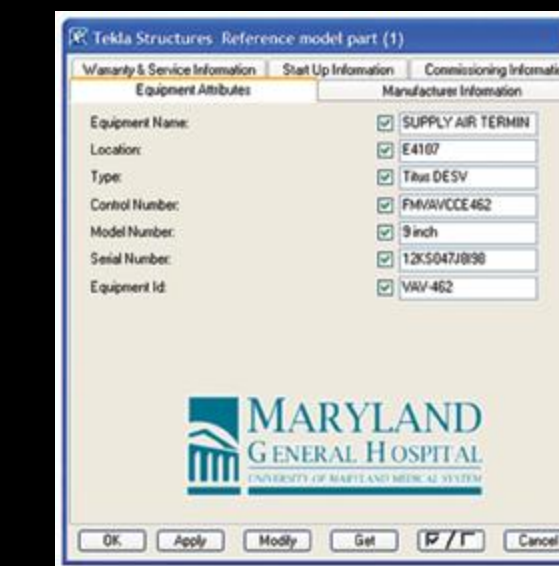 Tekla Structures Reference model part (1)
Warranty & Service Information Start Up Information Commissioning Informati
Equipment Attributes Manufacturer Information
Equipment Name: SUPPLY AIR TERMIN
Location: E4107
Type: Titus DESV
Control Number: FMVAVCCE462
Model Number: 9 inch
Serial Number: 12KS047J8I98
Equipment Id: VAV-462
MARYLAND
GENERAL HOSPITAL
UNIVERSITY OF MARYLAND MEDICAL SYSTEM
OK Apply Modify Get Cancel